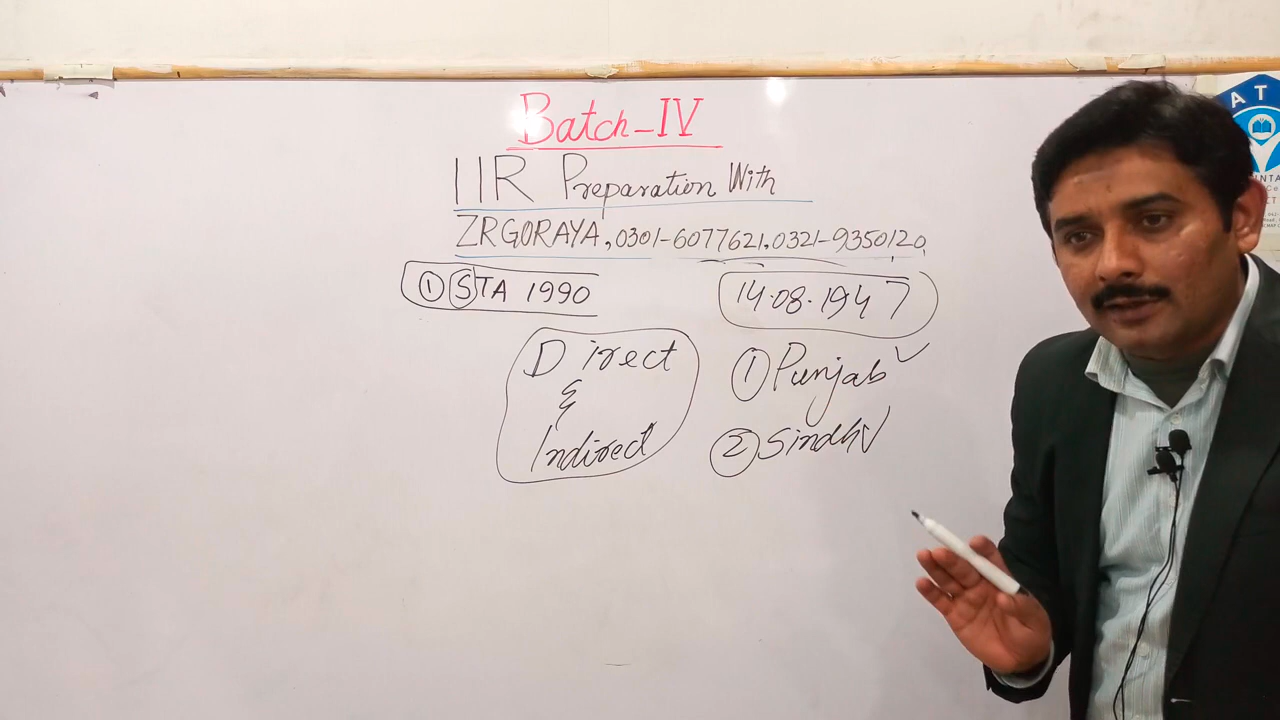 Batch-IV
IIR Preparation With
ZRGORAYA, 0301-6077621, 0321-9350120
① STA 1990
14.08.1947
Direct
&
Indirect
① Punjab ✓
② Sindh ✓
AT